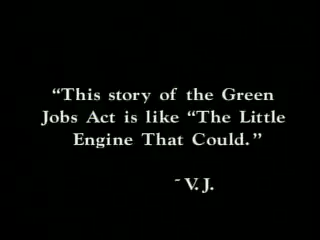 “This story of the Green
Jobs Act is like “The Little
Engine That Could.”
- V. J.